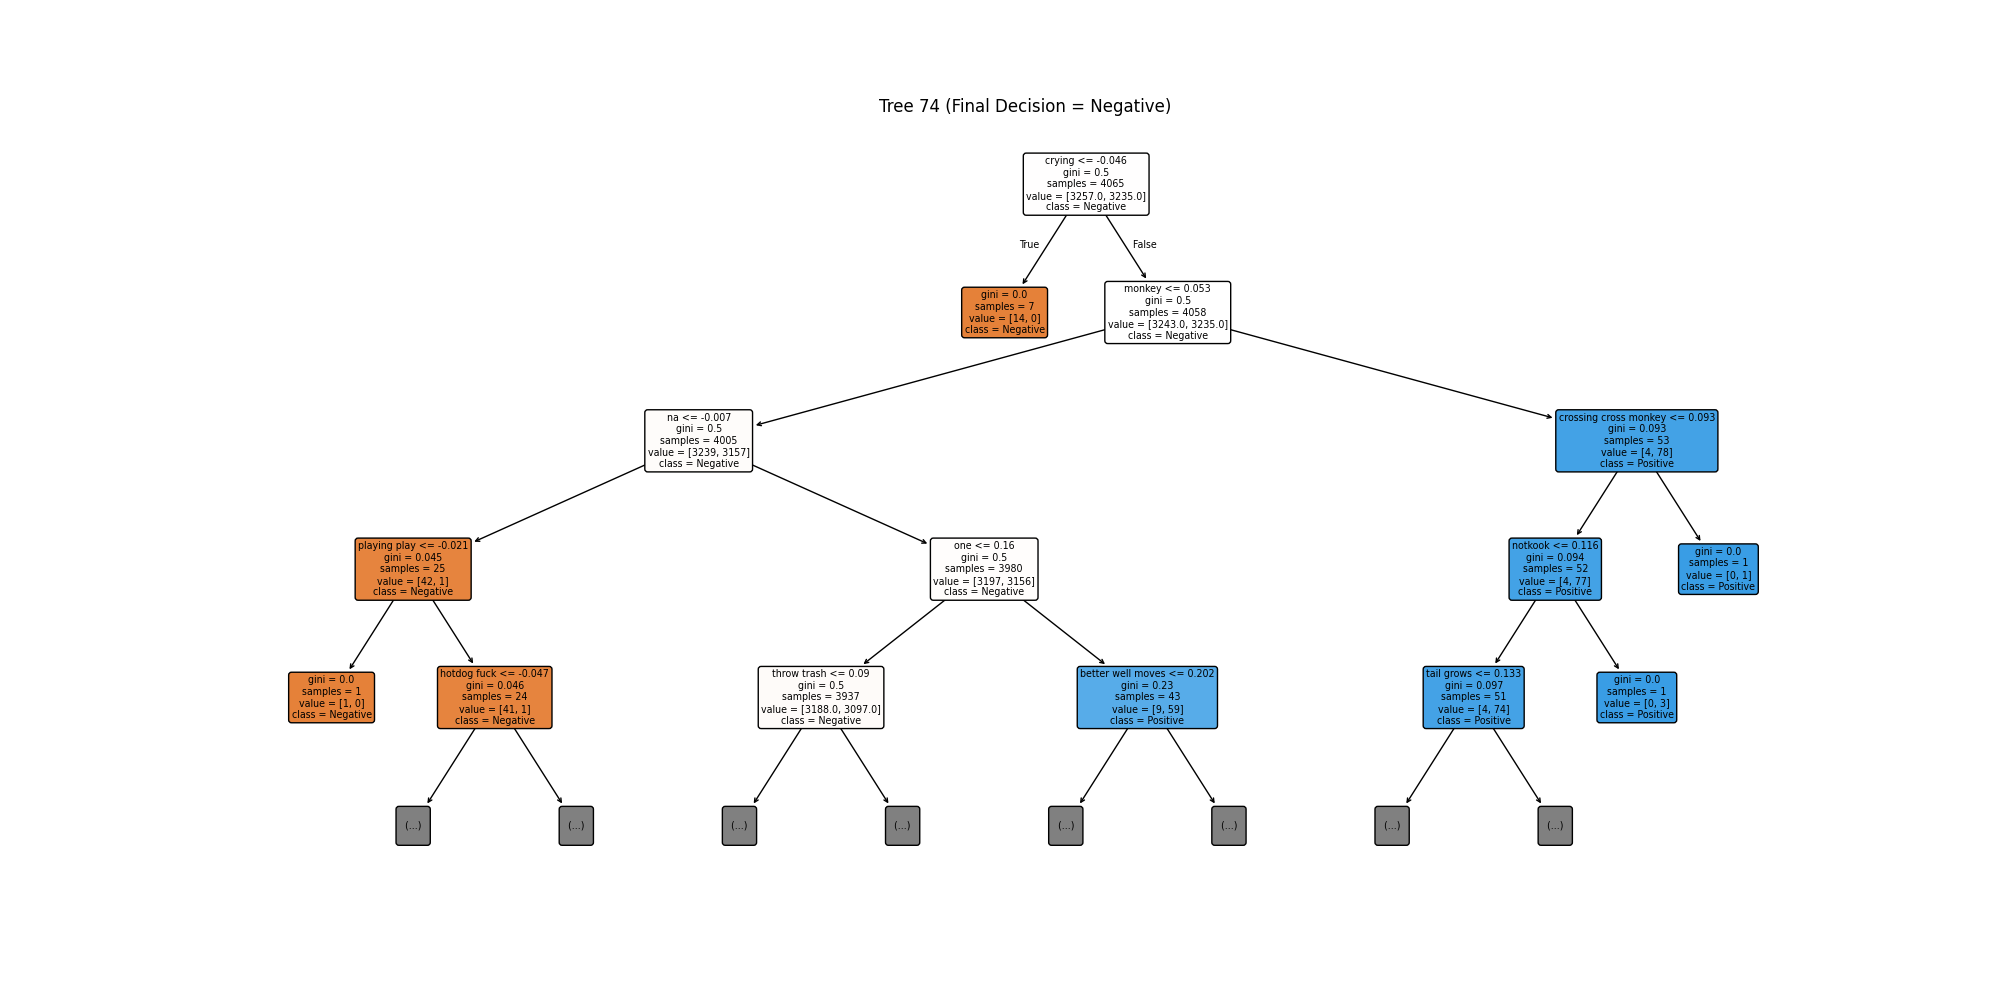 Tree 74 (Final Decision = Negative)
crying <= -0.046
gini = 0.5
samples = 4065
value = [3257.0, 3235.0]
class = Negative
True
False
gini = 0.0
samples = 7
value = [14, 0]
class = Negative
monkey <= 0.053
gini = 0.5
samples = 4058
value = [3243.0, 3235.0]
class = Negative
na <= -0.007
gini = 0.5
samples = 4005
value = [3239, 3157]
class = Negative
crossing cross monkey <= 0.093
gini = 0.093
samples = 53
value = [4, 78]
class = Positive
playing play <= -0.021
gini = 0.045
samples = 25
value = [42, 1]
class = Negative
one <= 0.16
gini = 0.5
samples = 3980
value = [3197, 3156]
class = Negative
notkook <= 0.116
gini = 0.094
samples = 52
value = [4, 77]
class = Positive
gini = 0.0
samples = 1
value = [0, 1]
class = Positive
gini = 0.0
samples = 1
value = [1, 0]
class = Negative
hotdog fuck <= -0.047
gini = 0.046
samples = 24
value = [41, 1]
class = Negative
throw trash <= 0.09
gini = 0.5
samples = 3937
value = [3188.0, 3097.0]
class = Negative
better well moves <= 0.202
gini = 0.23
samples = 43
value = [9, 59]
class = Positive
tail grows <= 0.133
gini = 0.097
samples = 51
value = [4, 74]
class = Positive
gini = 0.0
samples = 1
value = [0, 3]
class = Positive
(...)
(...)
(...)
(...)
(...)
(...)
(...)
(...)